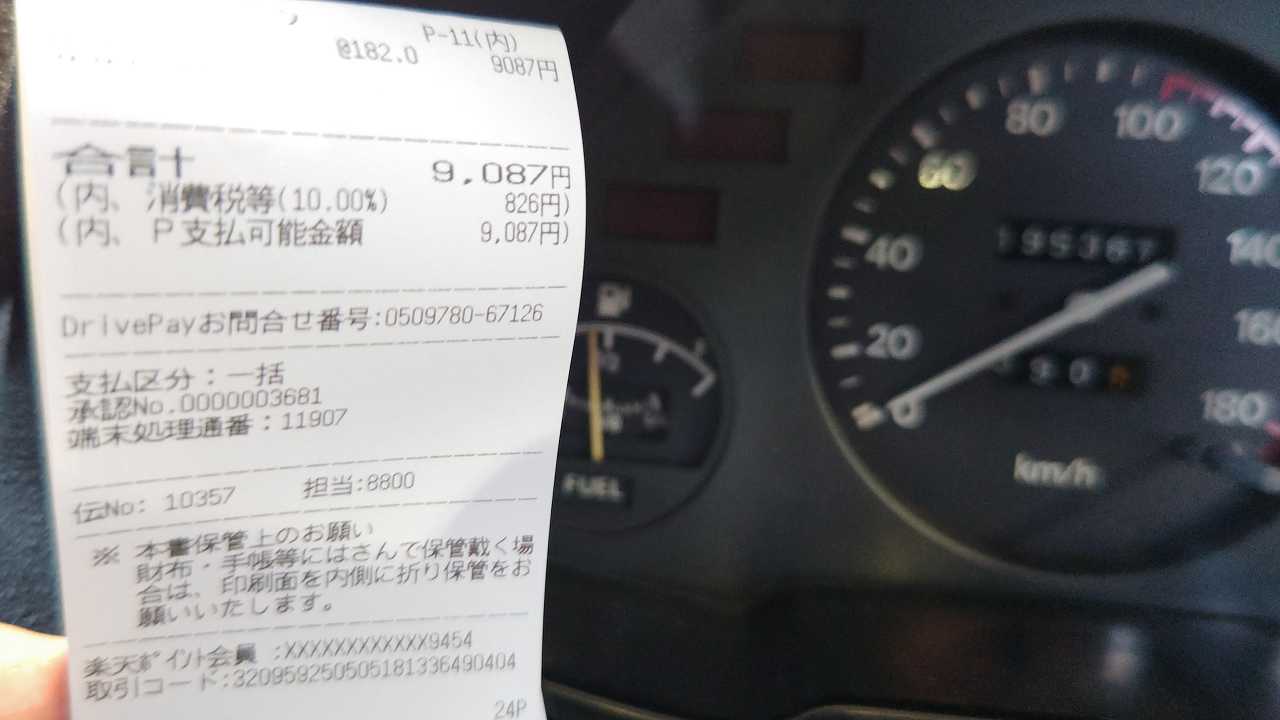 P-11(内)
@182.0 9087円
合計 9,087円
(内、消費税等(10.00%) 826円)
(内、P支払可能金額 9,087円)
DrivePayお問合せ番号:0509780-67126
支払区分：一括
承認No.0000003681
端末処理通番：11907
伝No: 10357 担当:8800
※ 本書保管上のお願い
財布・手帳等にはさんで保管戴く場
合は、印刷面を内側に折り保管をお
願いいたします。
楽天ﾎﾟｲﾝﾄ会員 :XXXXXXXXXXXX9454
取引コード:320959250505181336490404
24P
FUEL
0
20
40
60
80
100
120
140
160
180
195367
90
km/h